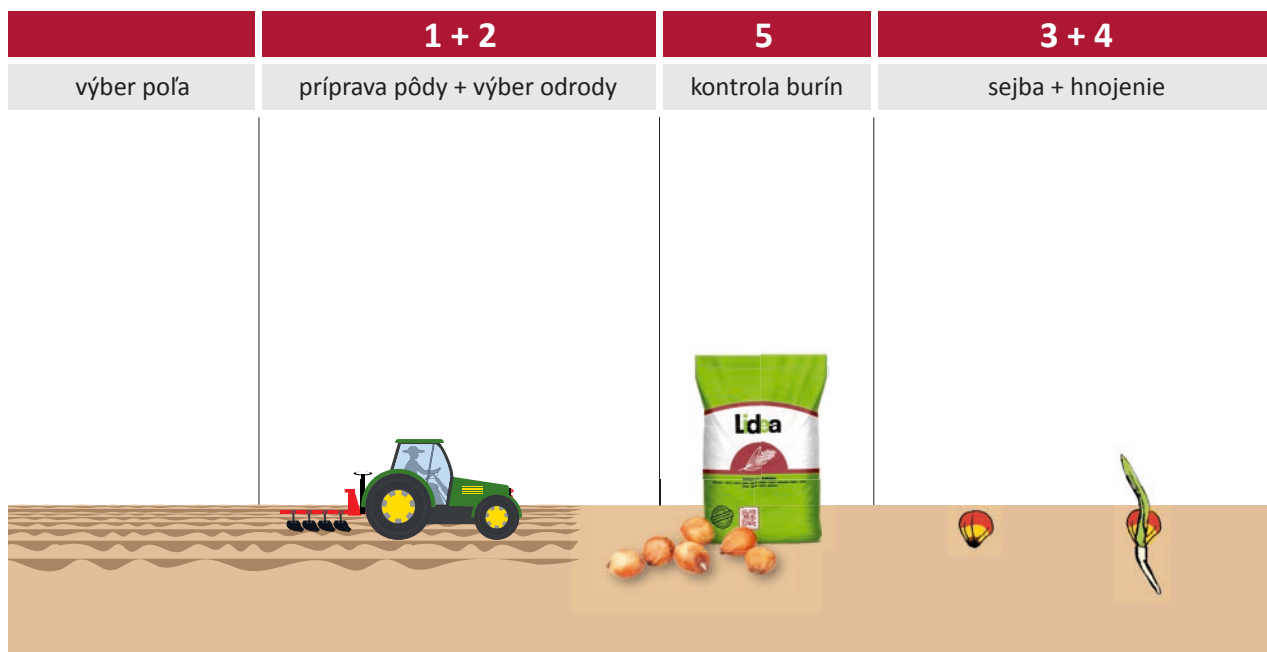 1 + 2
5
3 + 4
výber poľa
príprava pôdy + výber odrody
kontrola burín
sejba + hnojenie
Lidea